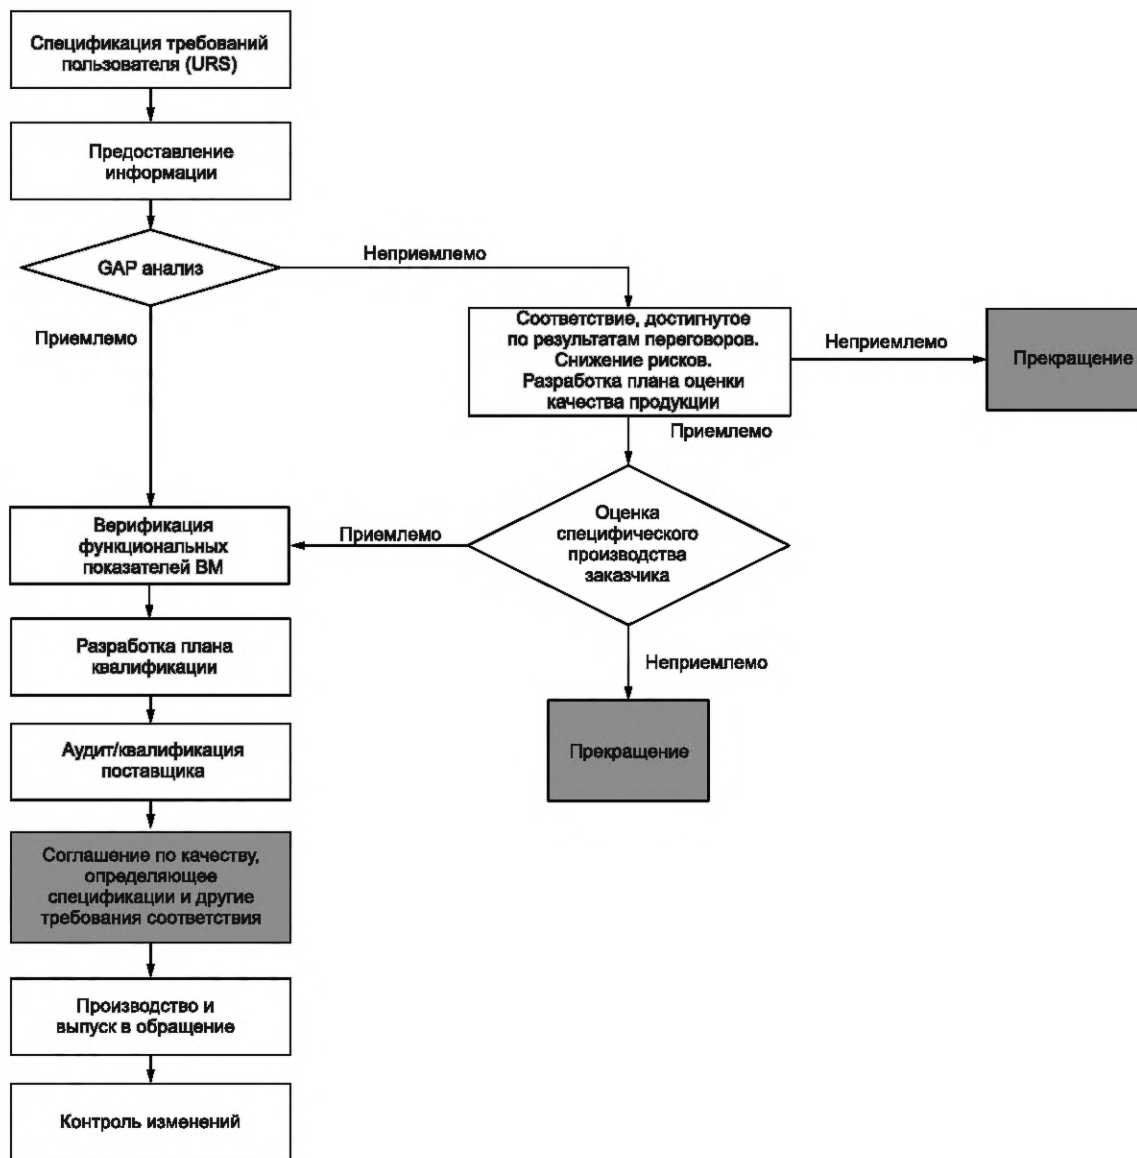 Спецификация требований
пользователя (URS)
Предоставление
информации
GAP анализ
Неприемлемо
Приемлемо
Соответствие, достигнутое
по результатам переговоров.
Снижение рисков.
Разработка плана оценки
качества продукции
Неприемлемо
Прекращение
Приемлемо
Оценка
специфического
производства
заказчика
Приемлемо
Верификация
функциональных
показателей ВМ
Неприемлемо
Прекращение
Разработка плана
квалификации
Аудит/квалификация
поставщика
Соглашение по качеству,
определяющее
спецификации и другие
требования соответствия
Производство и
выпуск в обращение
Контроль изменений